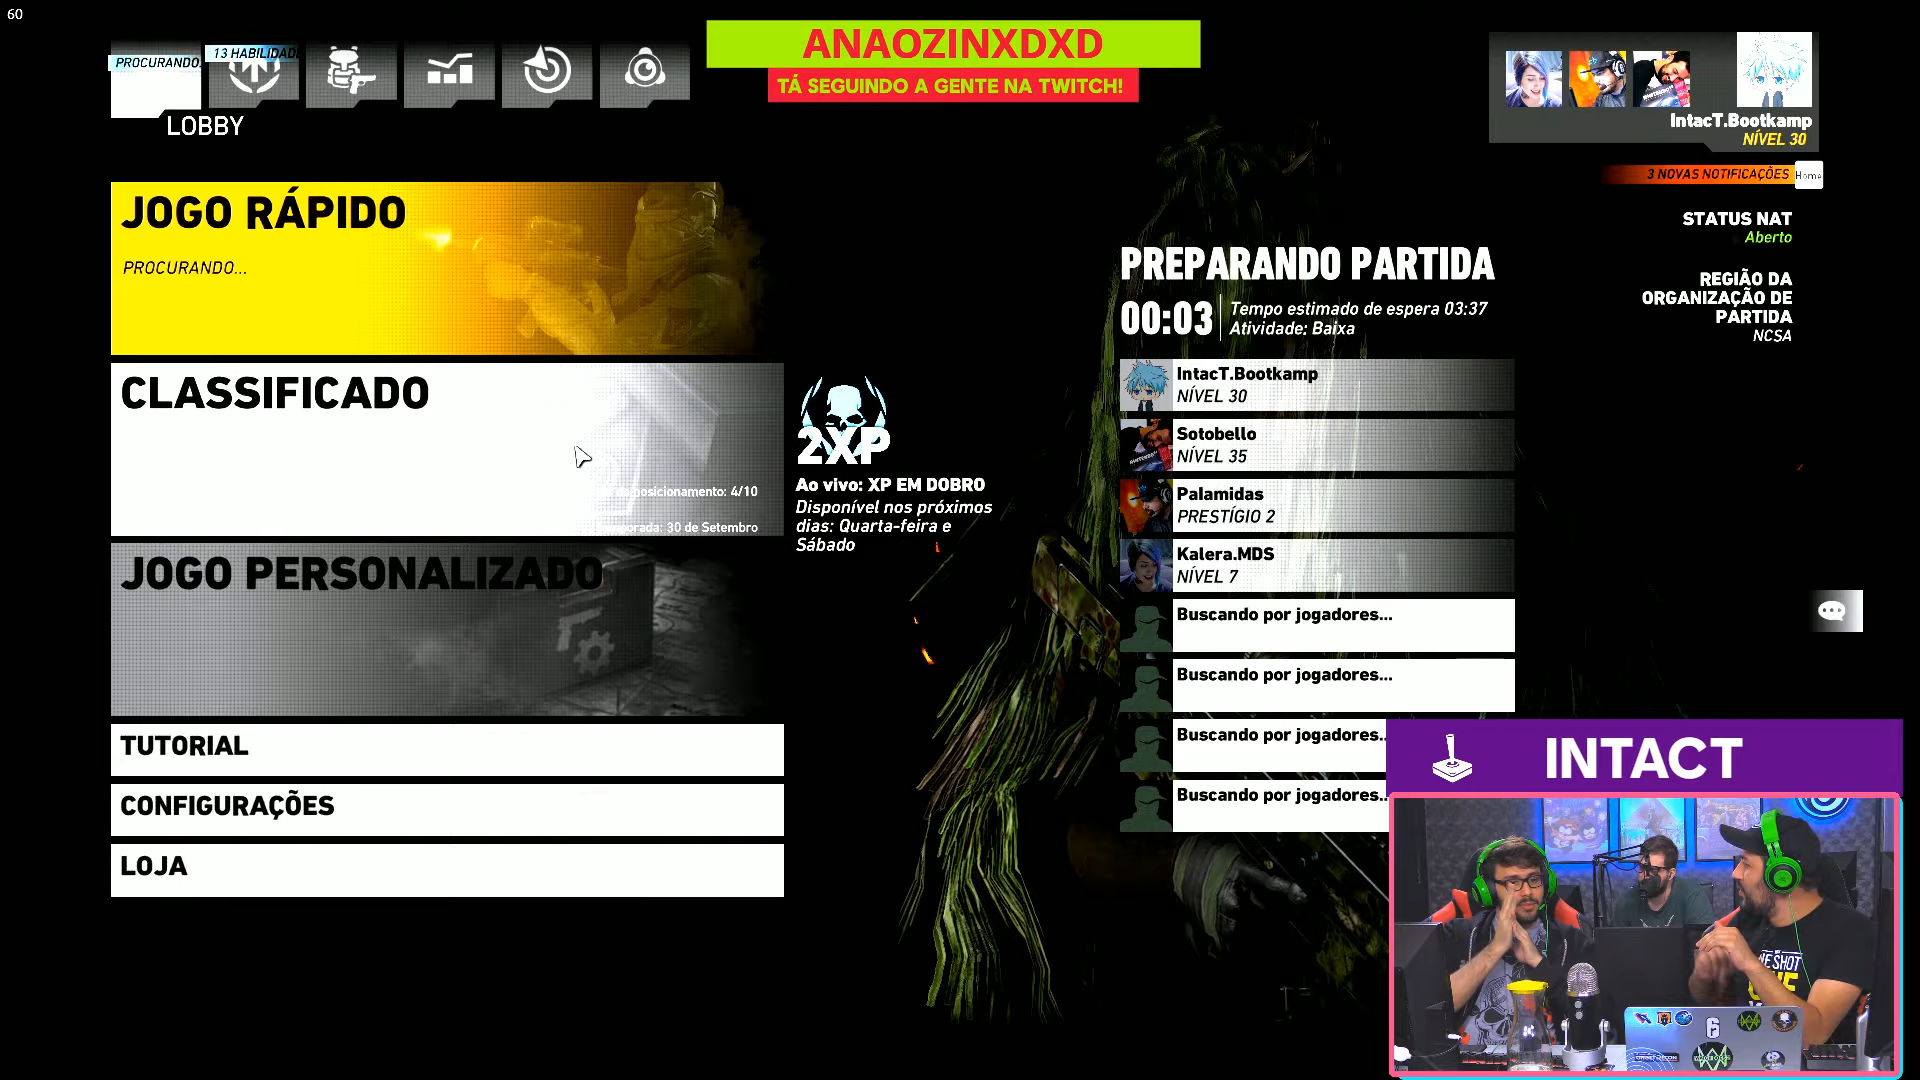 60
PROCURANDO.
13 HABILIDAD
LOBBY
ANAOZINXDXD
TÁ SEGUINDO A GENTE NA TWITCH!
IntacT.Bootkamp
NÍVEL 30
3 NOVAS NOTIFICAÇÕES
Home
STATUS NAT
Aberto
REGIÃO DA
ORGANIZAÇÃO DE
PARTIDA
NCSA
JOGO RÁPIDO
PROCURANDO...
CLASSIFICADO
posicionamento: 4/10
30 de Setembro
JOGO PERSONALIZADO
TUTORIAL
CONFIGURAÇÕES
LOJA
2XP
Ao vivo: XP EM DOBRO
Disponível nos próximos
dias: Quarta-feira e
Sábado
PREPARANDO PARTIDA
00:03
Tempo estimado de espera 03:37
Atividade: Baixa
IntacT.Bootkamp
NÍVEL 30
Sotobello
NÍVEL 35
Palamidas
PRESTÍGIO 2
Kalera.MDS
NÍVEL 7
Buscando por jogadores...
Buscando por jogadores...
Buscando por jogadores..
Buscando por jogadores..
INTACT
SHOT
6